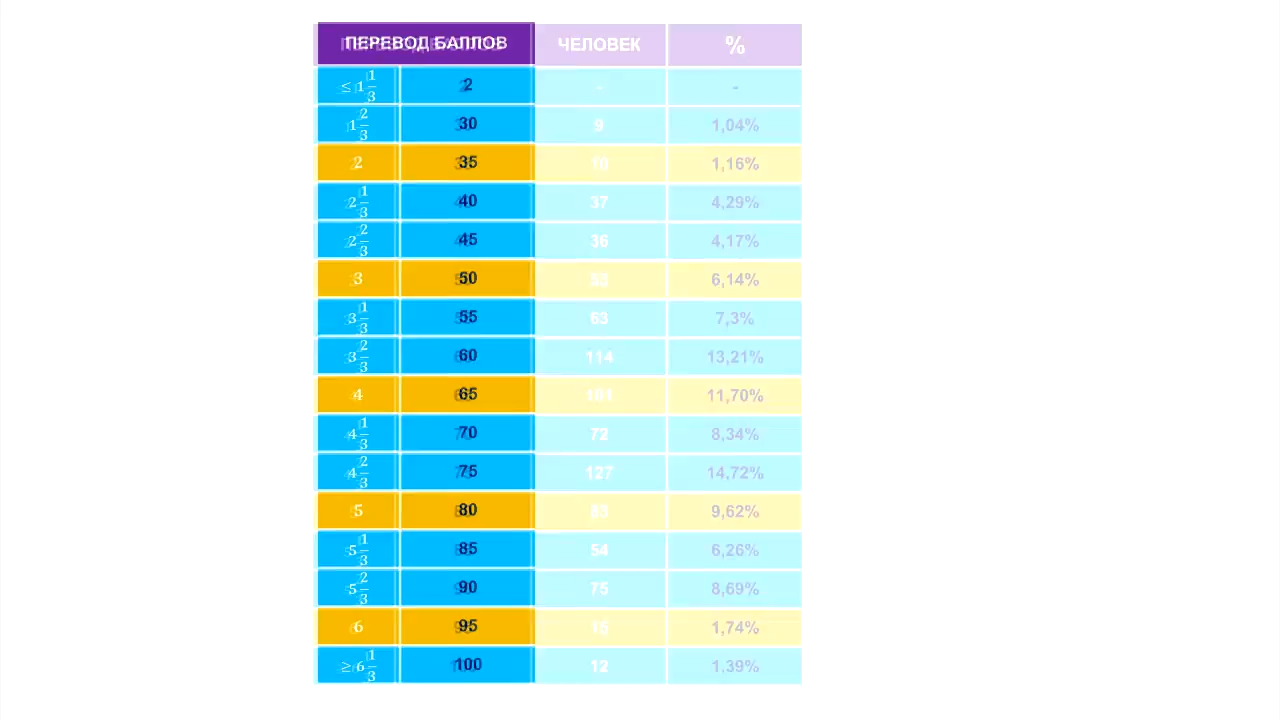 ПЕРЕВОД БАЛЛОВ ЧЕЛОВЕК %
≤ 1 1/3 2 - -
1 2/3 30 9 1,04%
2 35 10 1,16%
2 1/3 40 37 4,29%
2 2/3 45 36 4,17%
3 50 53 6,14%
3 1/3 55 63 7,3%
3 2/3 60 114 13,21%
4 65 101 11,70%
4 1/3 70 72 8,34%
4 2/3 75 127 14,72%
5 80 83 9,62%
5 1/3 85 54 6,26%
5 2/3 90 75 8,69%
6 95 15 1,74%
≥ 6 1/3 100 12 1,39%